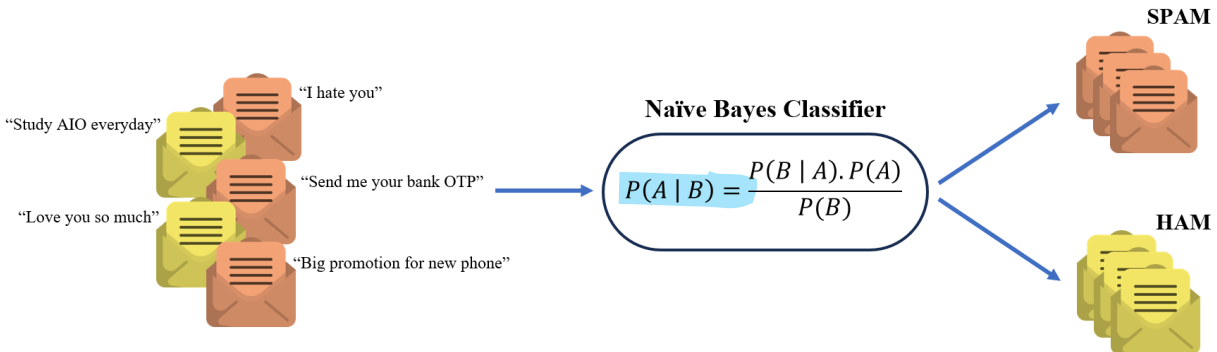 SPAM
“I hate you”
“Study AIO everyday”
Naïve Bayes Classifier
“Send me your bank OTP”
P(A | B) = P(B | A). P(A) / P(B)
“Love you so much”
HAM
“Big promotion for new phone”